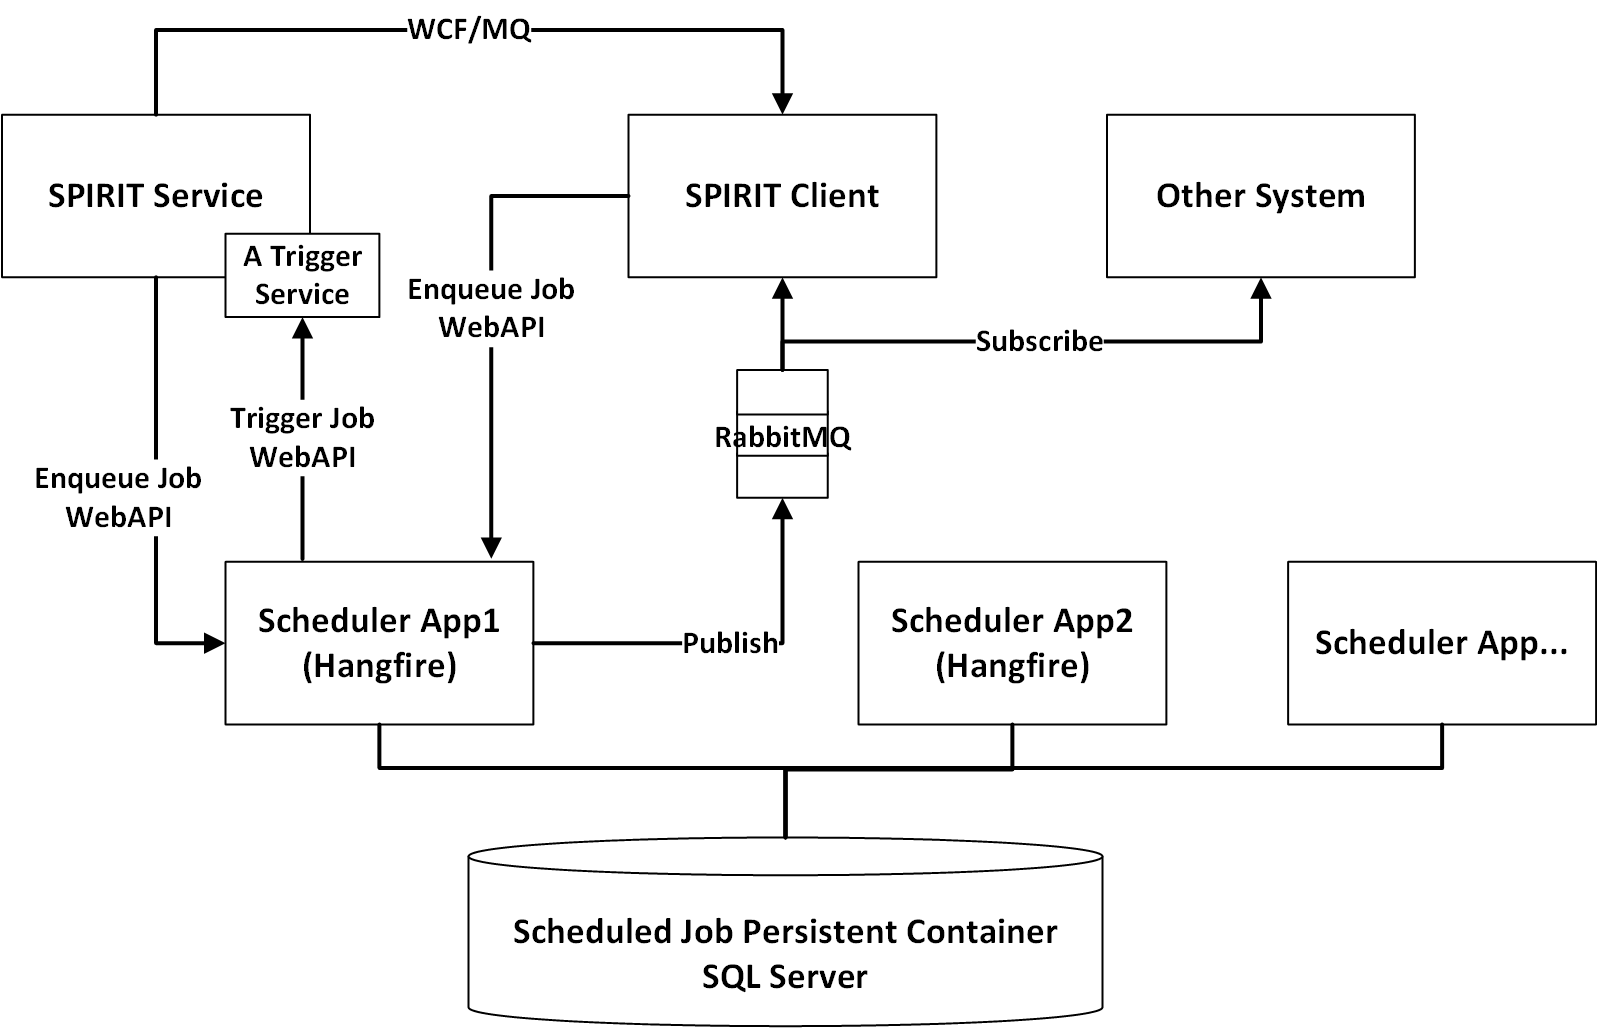 WCF/MQ
SPIRIT Service
SPIRIT Client
Other System
A Trigger
Service
Enqueue Job
WebAPI
Subscribe
Trigger Job
WebAPI
RabbitMQ
Enqueue Job
WebAPI
Scheduler App1
(Hangfire)
Publish
Scheduler App2
(Hangfire)
Scheduler App...
Scheduled Job Persistent Container
SQL Server